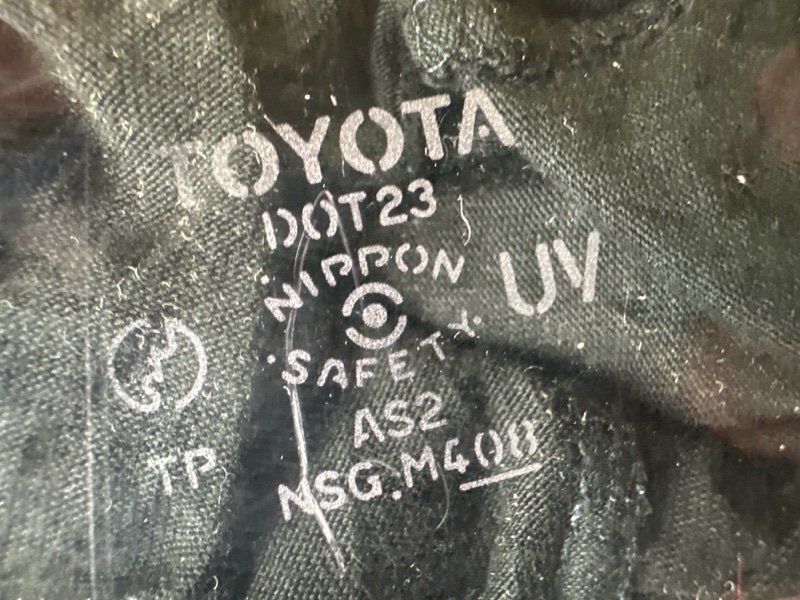 TOYOTA
DOT23
NIPPON
UV
SAFETY
AS2
TP
NSG.M408